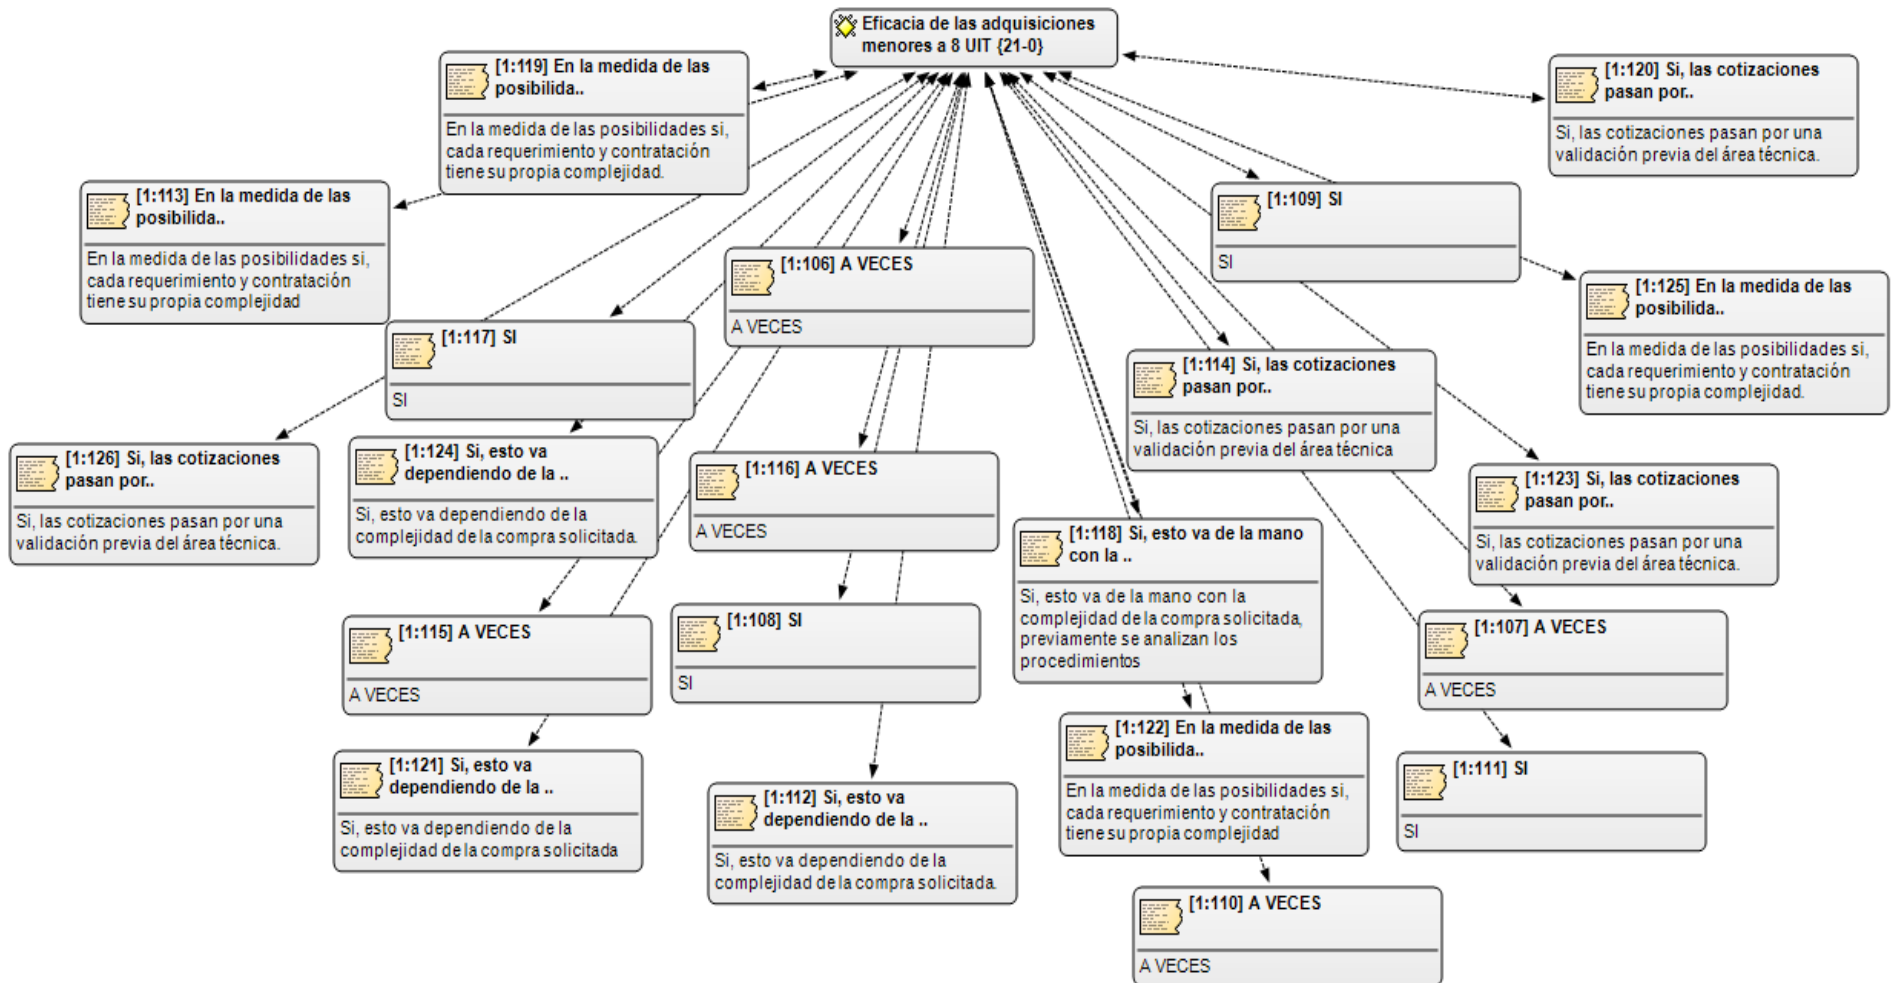 Eficacia de las adquisiciones
menores a 8 UIT {21-0}
[1:119] En la medida de las
posibilida..
En la medida de las posibilidades si,
cada requerimiento y contratación
tiene su propia complejidad.
[1:120] Si, las cotizaciones
pasan por..
Si, las cotizaciones pasan por una
validación previa del área técnica.
[1:113] En la medida de las
posibilida..
En la medida de las posibilidades si,
cada requerimiento y contratación
tiene su propia complejidad
[1:109] SI
SI
[1:106] A VECES
A VECES
[1:125] En la medida de las
posibilida..
En la medida de las posibilidades si,
cada requerimiento y contratación
tiene su propia complejidad.
[1:117] SI
SI
[1:114] Si, las cotizaciones
pasan por..
Si, las cotizaciones pasan por una
validación previa del área técnica
[1:126] Si, las cotizaciones
pasan por..
Si, las cotizaciones pasan por una
validación previa del área técnica.
[1:124] Si, esto va
dependiendo de la ..
Si, esto va dependiendo de la
complejidad de la compra solicitada.
[1:116] A VECES
A VECES
[1:123] Si, las cotizaciones
pasan por..
Si, las cotizaciones pasan por una
validación previa del área técnica.
[1:118] Si, esto va de la mano
con la ..
Si, esto va de la mano con la
complejidad de la compra solicitada,
previamente se analizan los
procedimientos
[1:115] A VECES
A VECES
[1:108] SI
SI
[1:107] A VECES
A VECES
[1:121] Si, esto va
dependiendo de la ..
Si, esto va dependiendo de la
complejidad de la compra solicitada
[1:122] En la medida de las
posibilida..
En la medida de las posibilidades si,
cada requerimiento y contratación
tiene su propia complejidad
[1:111] SI
SI
[1:112] Si, esto va
dependiendo de la ..
Si, esto va dependiendo de la
complejidad de la compra solicitada.
[1:110] A VECES
A VECES